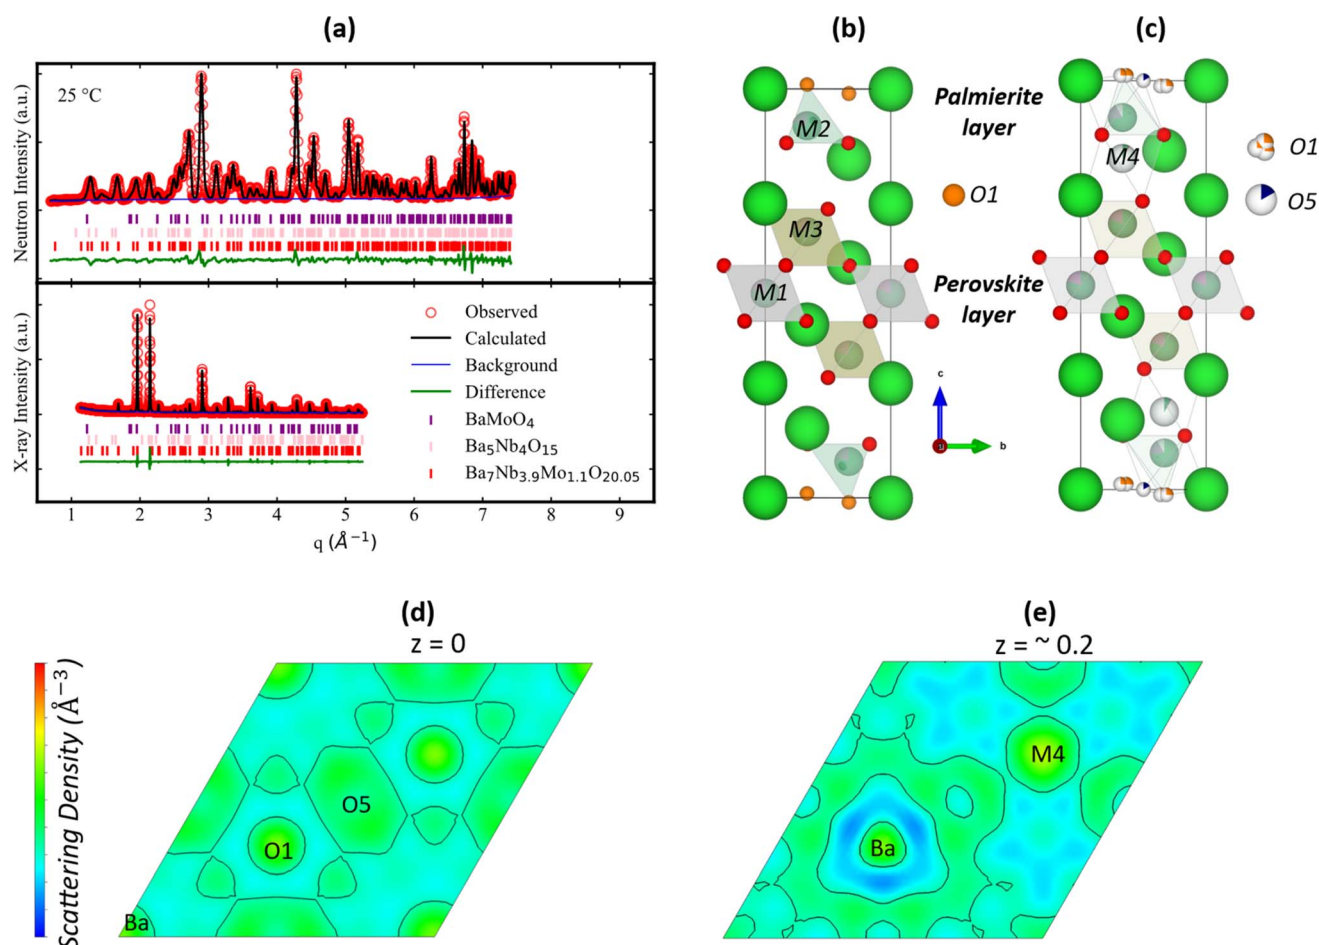 (a)
(b)
(c)
25 °C
Neutron Intensity (a.u.)
X-ray Intensity (a.u.)
Observed
Calculated
Background
Difference
BaMoO₄
Ba₅Nb₄O₁₅
Ba₇Nb₃.₉Mo₁.₁O₂₀.₀₅
1 2 3 4 5 6 7 8 9
q (Å⁻¹)
M2
M3
M1
O1
c
b
Palmierite
layer
Perovskite
layer
M4
O1
O5
(d)
z = 0
Scattering Density (Å⁻³)
O5
O1
Ba
(e)
z = ~ 0.2
M4
Ba